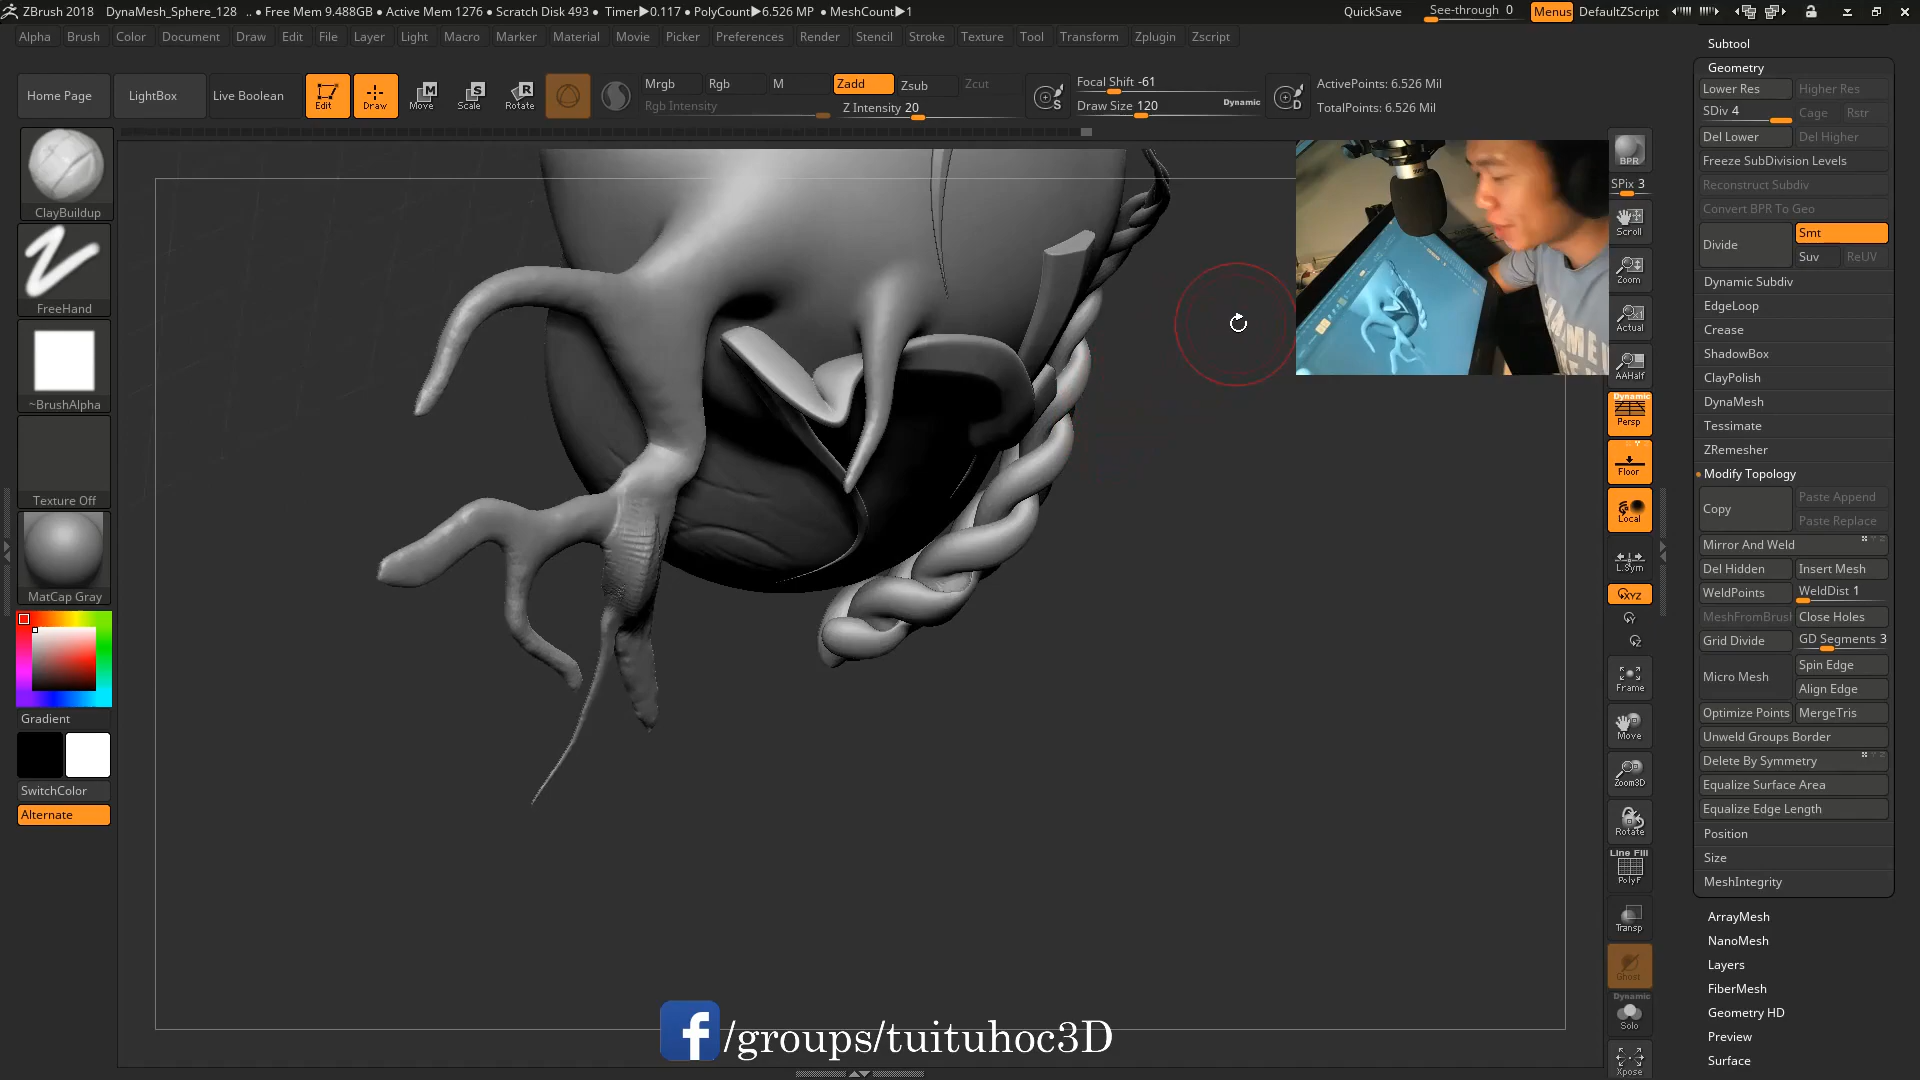 ZBrush 2018 DynaMesh_Sphere_128 .. ● Free Mem 9.488GB ● Active Mem 1276 ● Scratch Disk 493 ● Timer▶0.117 ● PolyCount▶6.526 MP ● MeshCount▶1 QuickSave See-through 0 Menus DefaultZScript
Alpha Brush Color Document Draw Edit File Layer Light Macro Marker Material Movie Picker Preferences Render Stencil Stroke Texture Tool Transform Zplugin Zscript
Home Page LightBox Live Boolean Edit Draw Move Scale Rotate
Mrgb Rgb M Zadd Zsub Zcut
Rgb Intensity Z Intensity 20
Focal Shift -61
Draw Size 120 Dynamic
ActivePoints: 6.526 Mil
TotalPoints: 6.526 Mil
ClayBuildup
FreeHand
~BrushAlpha
Texture Off
MatCap Gray
Gradient
SwitchColor
Alternate
BPR
SPix 3
Scroll
Zoom
Actual
AAHalf
Dynamic
Persp
Floor
Local
L.Sym
XYZ
Frame
Move
Zoom3D
Rotate
Line Fill
PolyF
Transp
Ghost
Dynamic
Solo
Xpose
Subtool
Geometry
Lower Res Higher Res
SDiv 4 Cage Rstr
Del Lower Del Higher
Freeze SubDivision Levels
Reconstruct Subdiv
Convert BPR To Geo
Divide Smt
Suv ReUV
Dynamic Subdiv
EdgeLoop
Crease
ShadowBox
ClayPolish
DynaMesh
Tessimate
ZRemesher
Modify Topology
Copy Paste Append
Paste Replace
Mirror And Weld
Del Hidden Insert Mesh
WeldPoints WeldDist 1
MeshFromBrus Close Holes
Grid Divide GD Segments 3
Micro Mesh Spin Edge
Align Edge
Optimize Points MergeTris
Unweld Groups Border
Delete By Symmetry
Equalize Surface Area
Equalize Edge Length
Position
Size
MeshIntegrity
ArrayMesh
NanoMesh
Layers
FiberMesh
Geometry HD
Preview
Surface
f/groups/tuituhoc3D